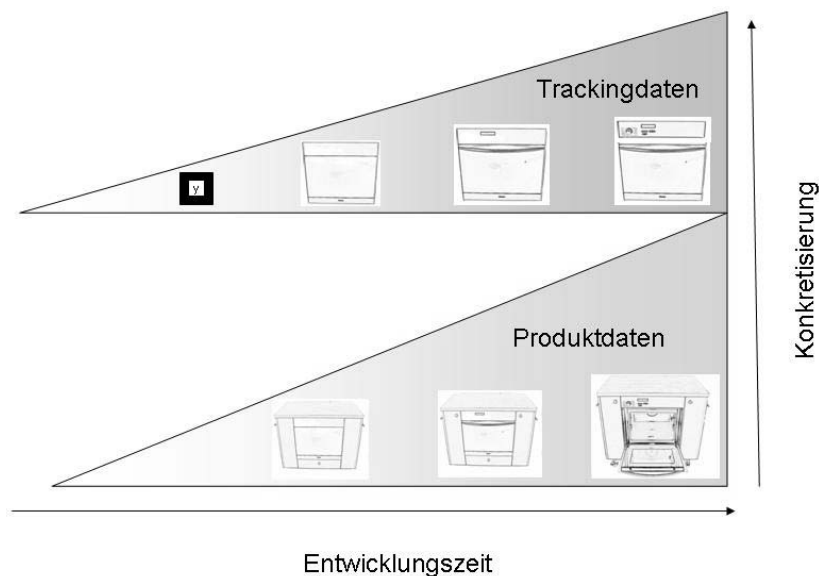 Trackingdaten
y
Produktdaten
Konkretisierung
Entwicklungszeit